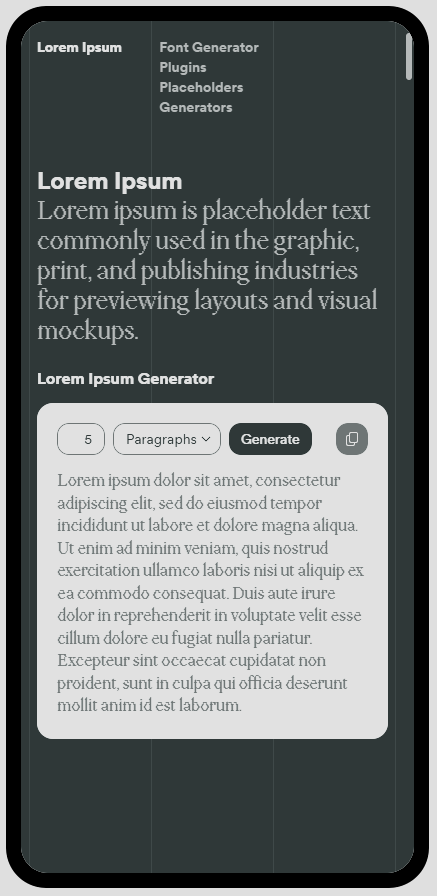 Lorem Ipsum
Font Generator
Plugins
Placeholders
Generators
Lorem Ipsum
Lorem ipsum is placeholder text
commonly used in the graphic,
print, and publishing industries
for previewing layouts and visual
mockups.
Lorem Ipsum Generator
5 Paragraphs Generate
Lorem ipsum dolor sit amet, consectetur
adipiscing elit, sed do eiusmod tempor
incididunt ut labore et dolore magna aliqua.
Ut enim ad minim veniam, quis nostrud
exercitation ullamco laboris nisi ut aliquip ex
ea commodo consequat. Duis aute irure
dolor in reprehenderit in voluptate velit esse
cillum dolore eu fugiat nulla pariatur.
Excepteur sint occaecat cupidatat non
proident, sunt in culpa qui officia deserunt
mollit anim id est laborum.